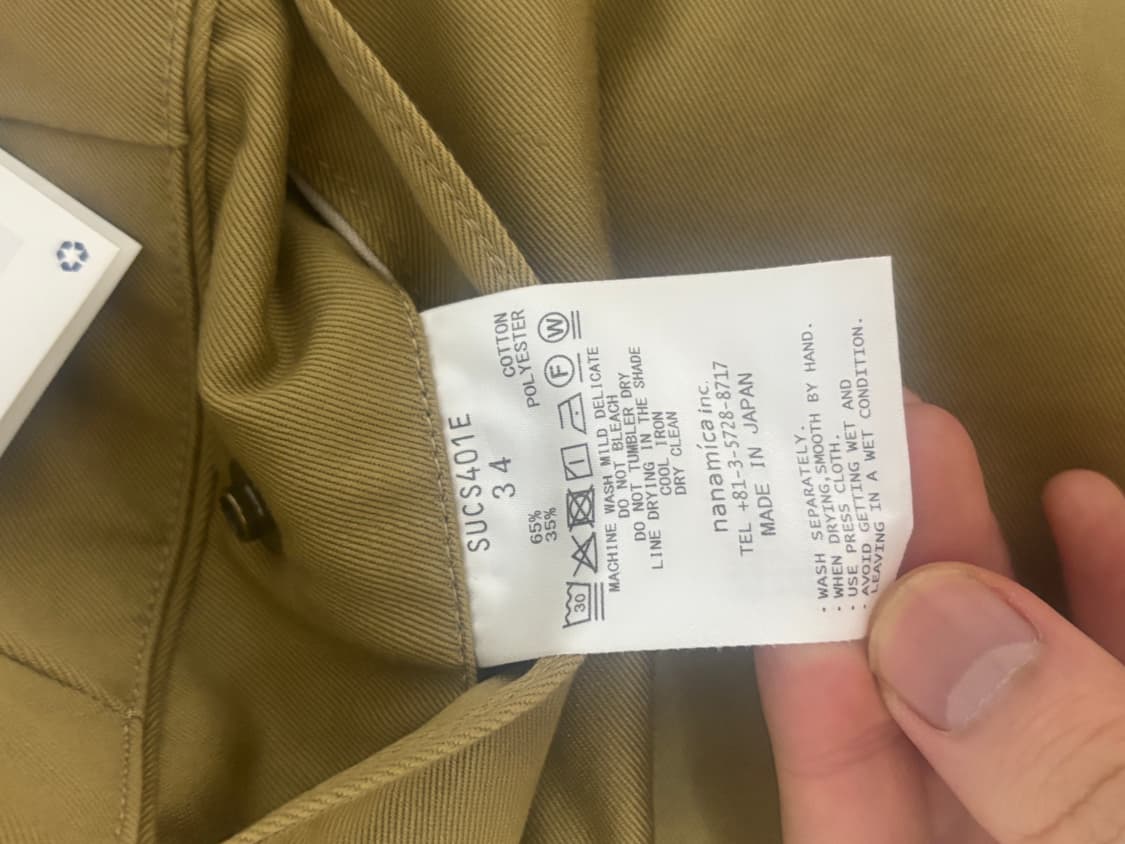 SUCS401E
34
65% COTTON
35% POLYESTER
30 F W
MACHINE WASH MILD DELICATE
DO NOT BLEACH
DO NOT TUMBLER DRY
LINE DRYING IN THE SHADE
COOL IRON
DRY CLEAN
nanamica inc.
TEL +81-3-5728-8717
MADE IN JAPAN
· WASH SEPARATELY.
· WHEN DRYING,SMOOTH BY HAND.
· USE PRESS CLOTH.
· AVOID GETTING WET AND
LEAVING IN A WET CONDITION.